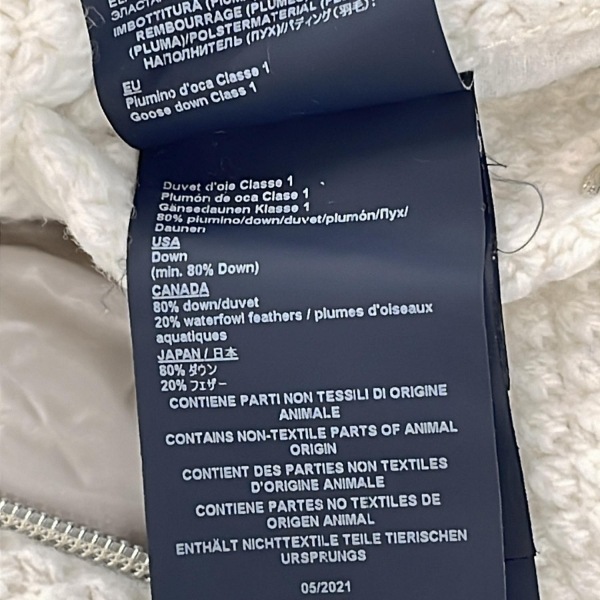 IMBOTTITURA
REMBOURRAGE
(PLUMA)/POLSTERMATERIAL
НАПОЛНИТЕЛЬ (ПУХ)/パディング(羽毛):
EU
Piumino d'oca Classe 1
Goose down Class 1
Duvet d'oie Classe 1
Plumón de oca Clase 1
Gänsedaunen Klasse 1
80% piumino/down/duvet/plumón/Пух/
Daunen
USA
Down
(min. 80% Down)
CANADA
80% down/duvet
20% waterfowl feathers / plumes d'oiseaux
aquatiques
JAPAN / 日本
80% ダウン
20% フェザー
CONTIENE PARTI NON TESSILI DI ORIGINE
ANIMALE
CONTAINS NON-TEXTILE PARTS OF ANIMAL
ORIGIN
CONTIENT DES PARTIES NON TEXTILES
D'ORIGINE ANIMALE
CONTIENE PARTES NO TEXTILES DE
ORIGEN ANIMAL
ENTHÄLT NICHTTEXTILE TEILE TIERISCHEN
URSPRUNGS
05/2021